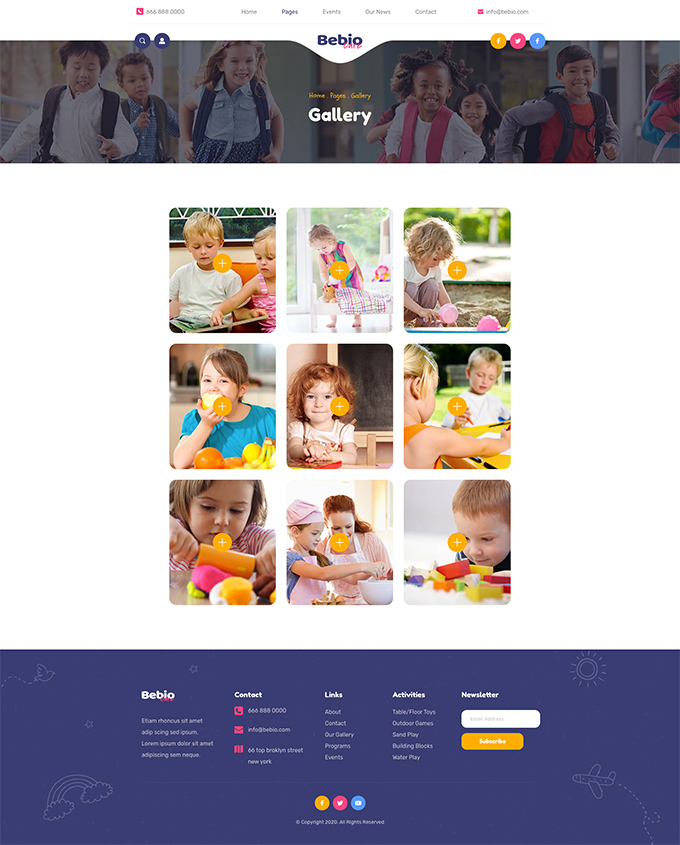 666 888 0000
Home
Pages
Events
Our News
Contact
info@bebio.com
Bebio
care
Home . Pages . Gallery
Gallery
Bebio
care
Etiam rhoncus sit amet
adip scing sed ipsum.
Lorem ipsum dolor sit amet
adipiscing sem neque.
Contact
666 888 0000
info@bebio.com
66 top broklyn street
new york
Links
About
Contact
Our Gallery
Programs
Events
Activities
Table/Floor Toys
Outdoor Games
Sand Play
Building Blocks
Water Play
Newsletter
Email Address
Subscribe
© Copyright 2020. All Rights Reserved